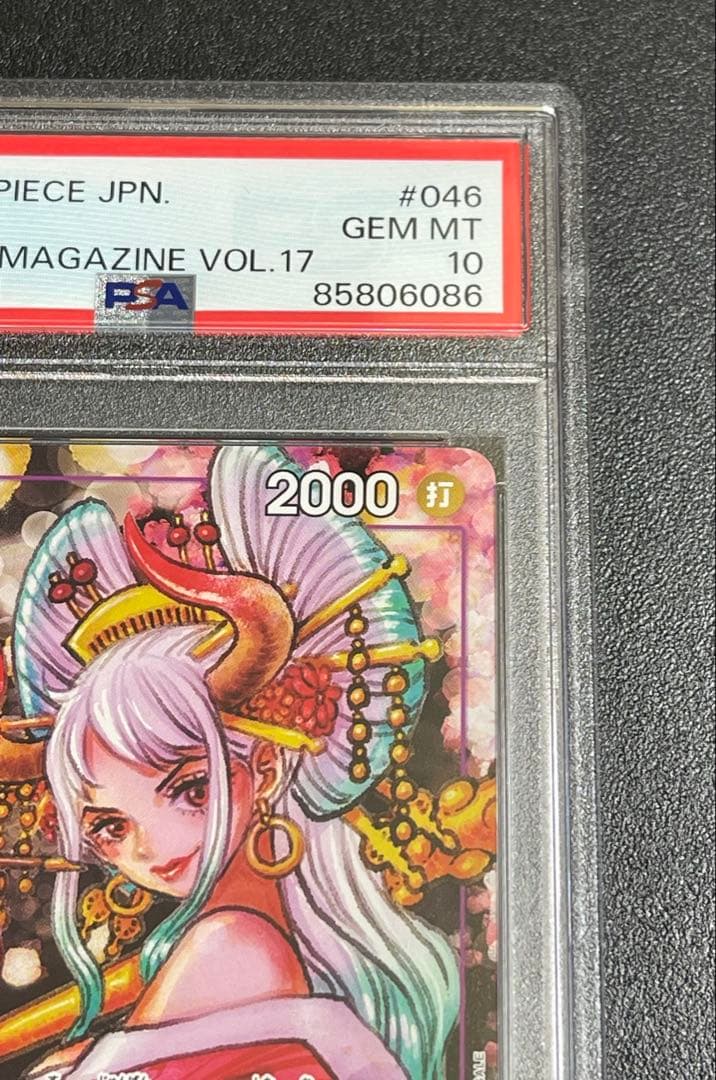 PIECE JPN. #046
GEM MT
MAGAZINE VOL.17 10
PSA 85806086
2000 打